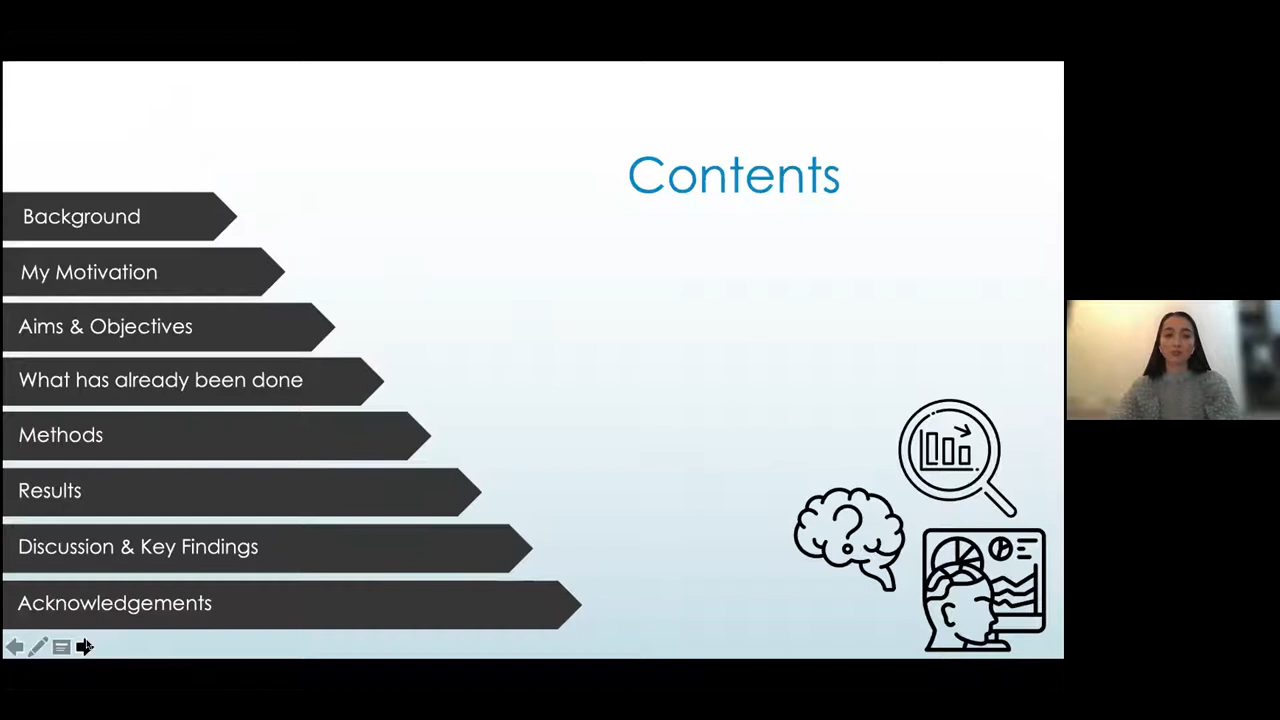 Contents
Background
My Motivation
Aims & Objectives
What has already been done
Methods
Results
Discussion & Key Findings
Acknowledgements